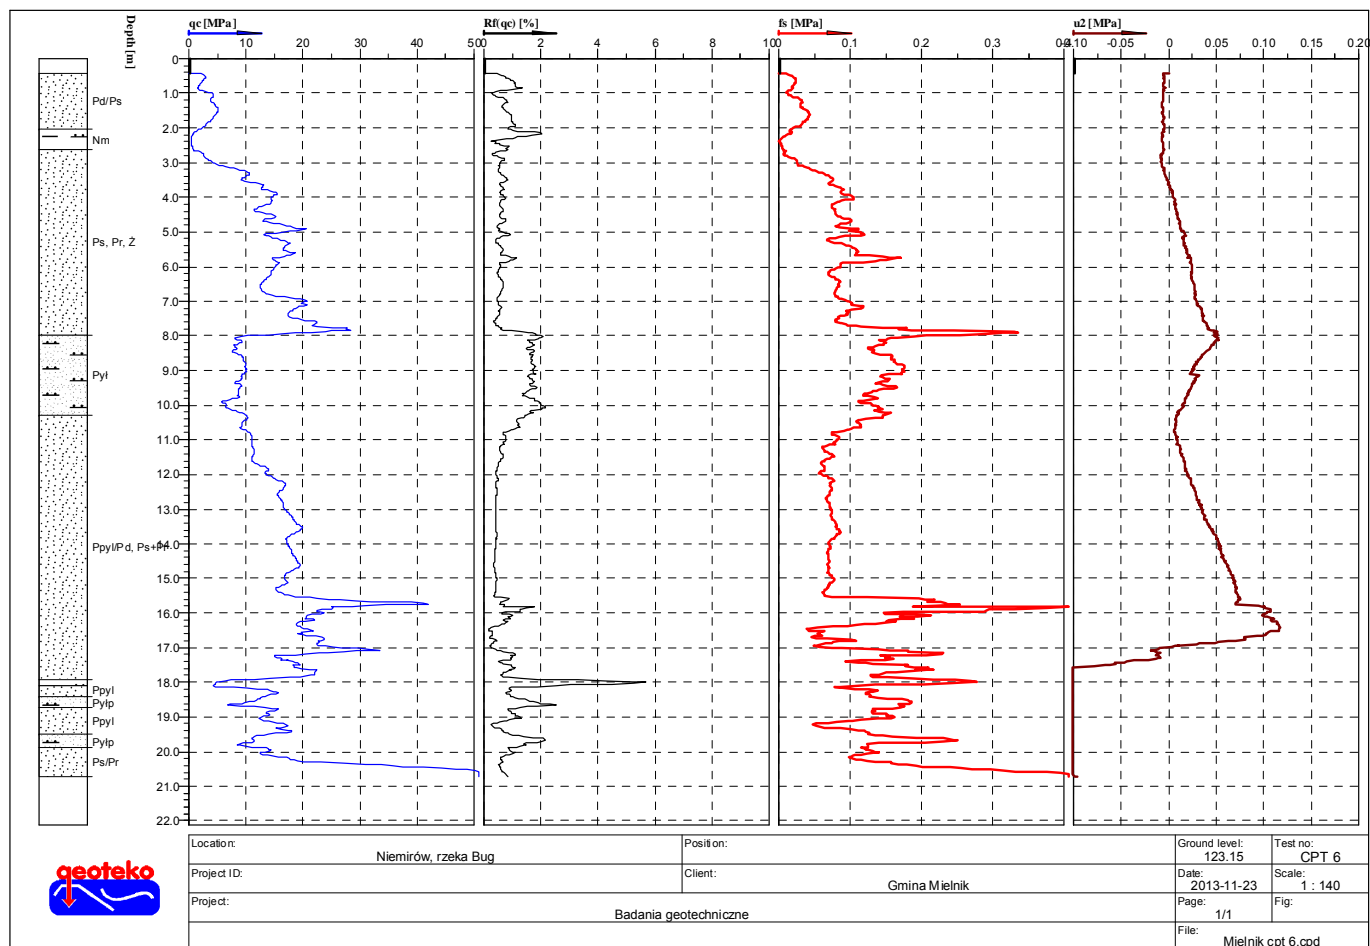 qc [MPa] Rf(qc) [%] fs [MPa] u2 [MPa]
Depth [m]
0 10 20 30 40 50 0 2 4 6 8 10 0 0.1 0.2 0.3 0.4 -0.10 -0.05 0 0.05 0.10 0.15 0.20
0
Pd/Ps
1.0
2.0
Nm
3.0
4.0
5.0
Ps, Pr, Ż
6.0
7.0
8.0
Pył
9.0
10.0
11.0
12.0
13.0
14.0
Ppyl/Pd, Ps+Pr
15.0
16.0
17.0
18.0
Ppyl
Pyłp
19.0
Ppyl
Pyłp
20.0
Ps/Pr
21.0
22.0
geoteko
Location: Niemirów, rzeka Bug
Position:
Ground level: 123.15
Test no: CPT 6
Project ID:
Client: Gmina Mielnik
Date: 2013-11-23
Scale: 1 : 140
Project: Badania geotechniczne
Page: 1/1
Fig:
File: Mielnik cpt 6.cpd